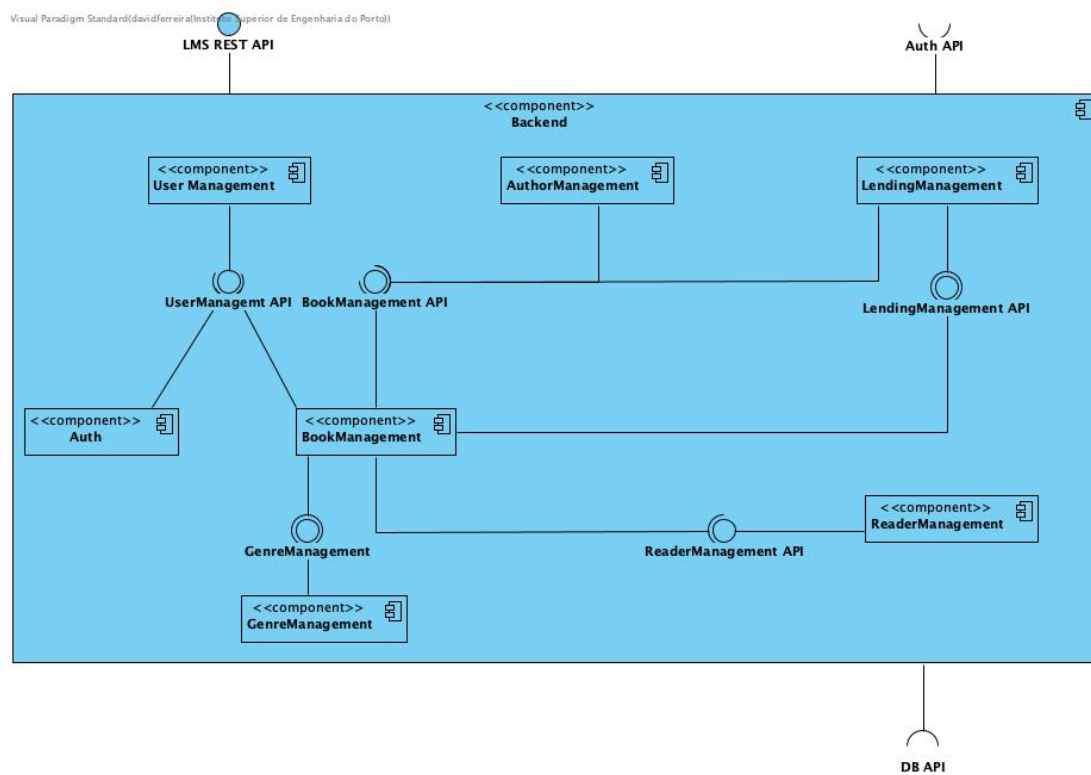 Visual Paradigm Standard(davidferreira(Instituto Superior de Engenharia do Porto))
LMS REST API
Auth API
<<component>>
Backend
<<component>>
User Management
<<component>>
AuthorManagement
<<component>>
LendingManagement
UserManagemt API
BookManagement API
LendingManagement API
<<component>>
Auth
<<component>>
BookManagement
<<component>>
ReaderManagement
GenreManagement
ReaderManagement API
<<component>>
GenreManagement
DB API